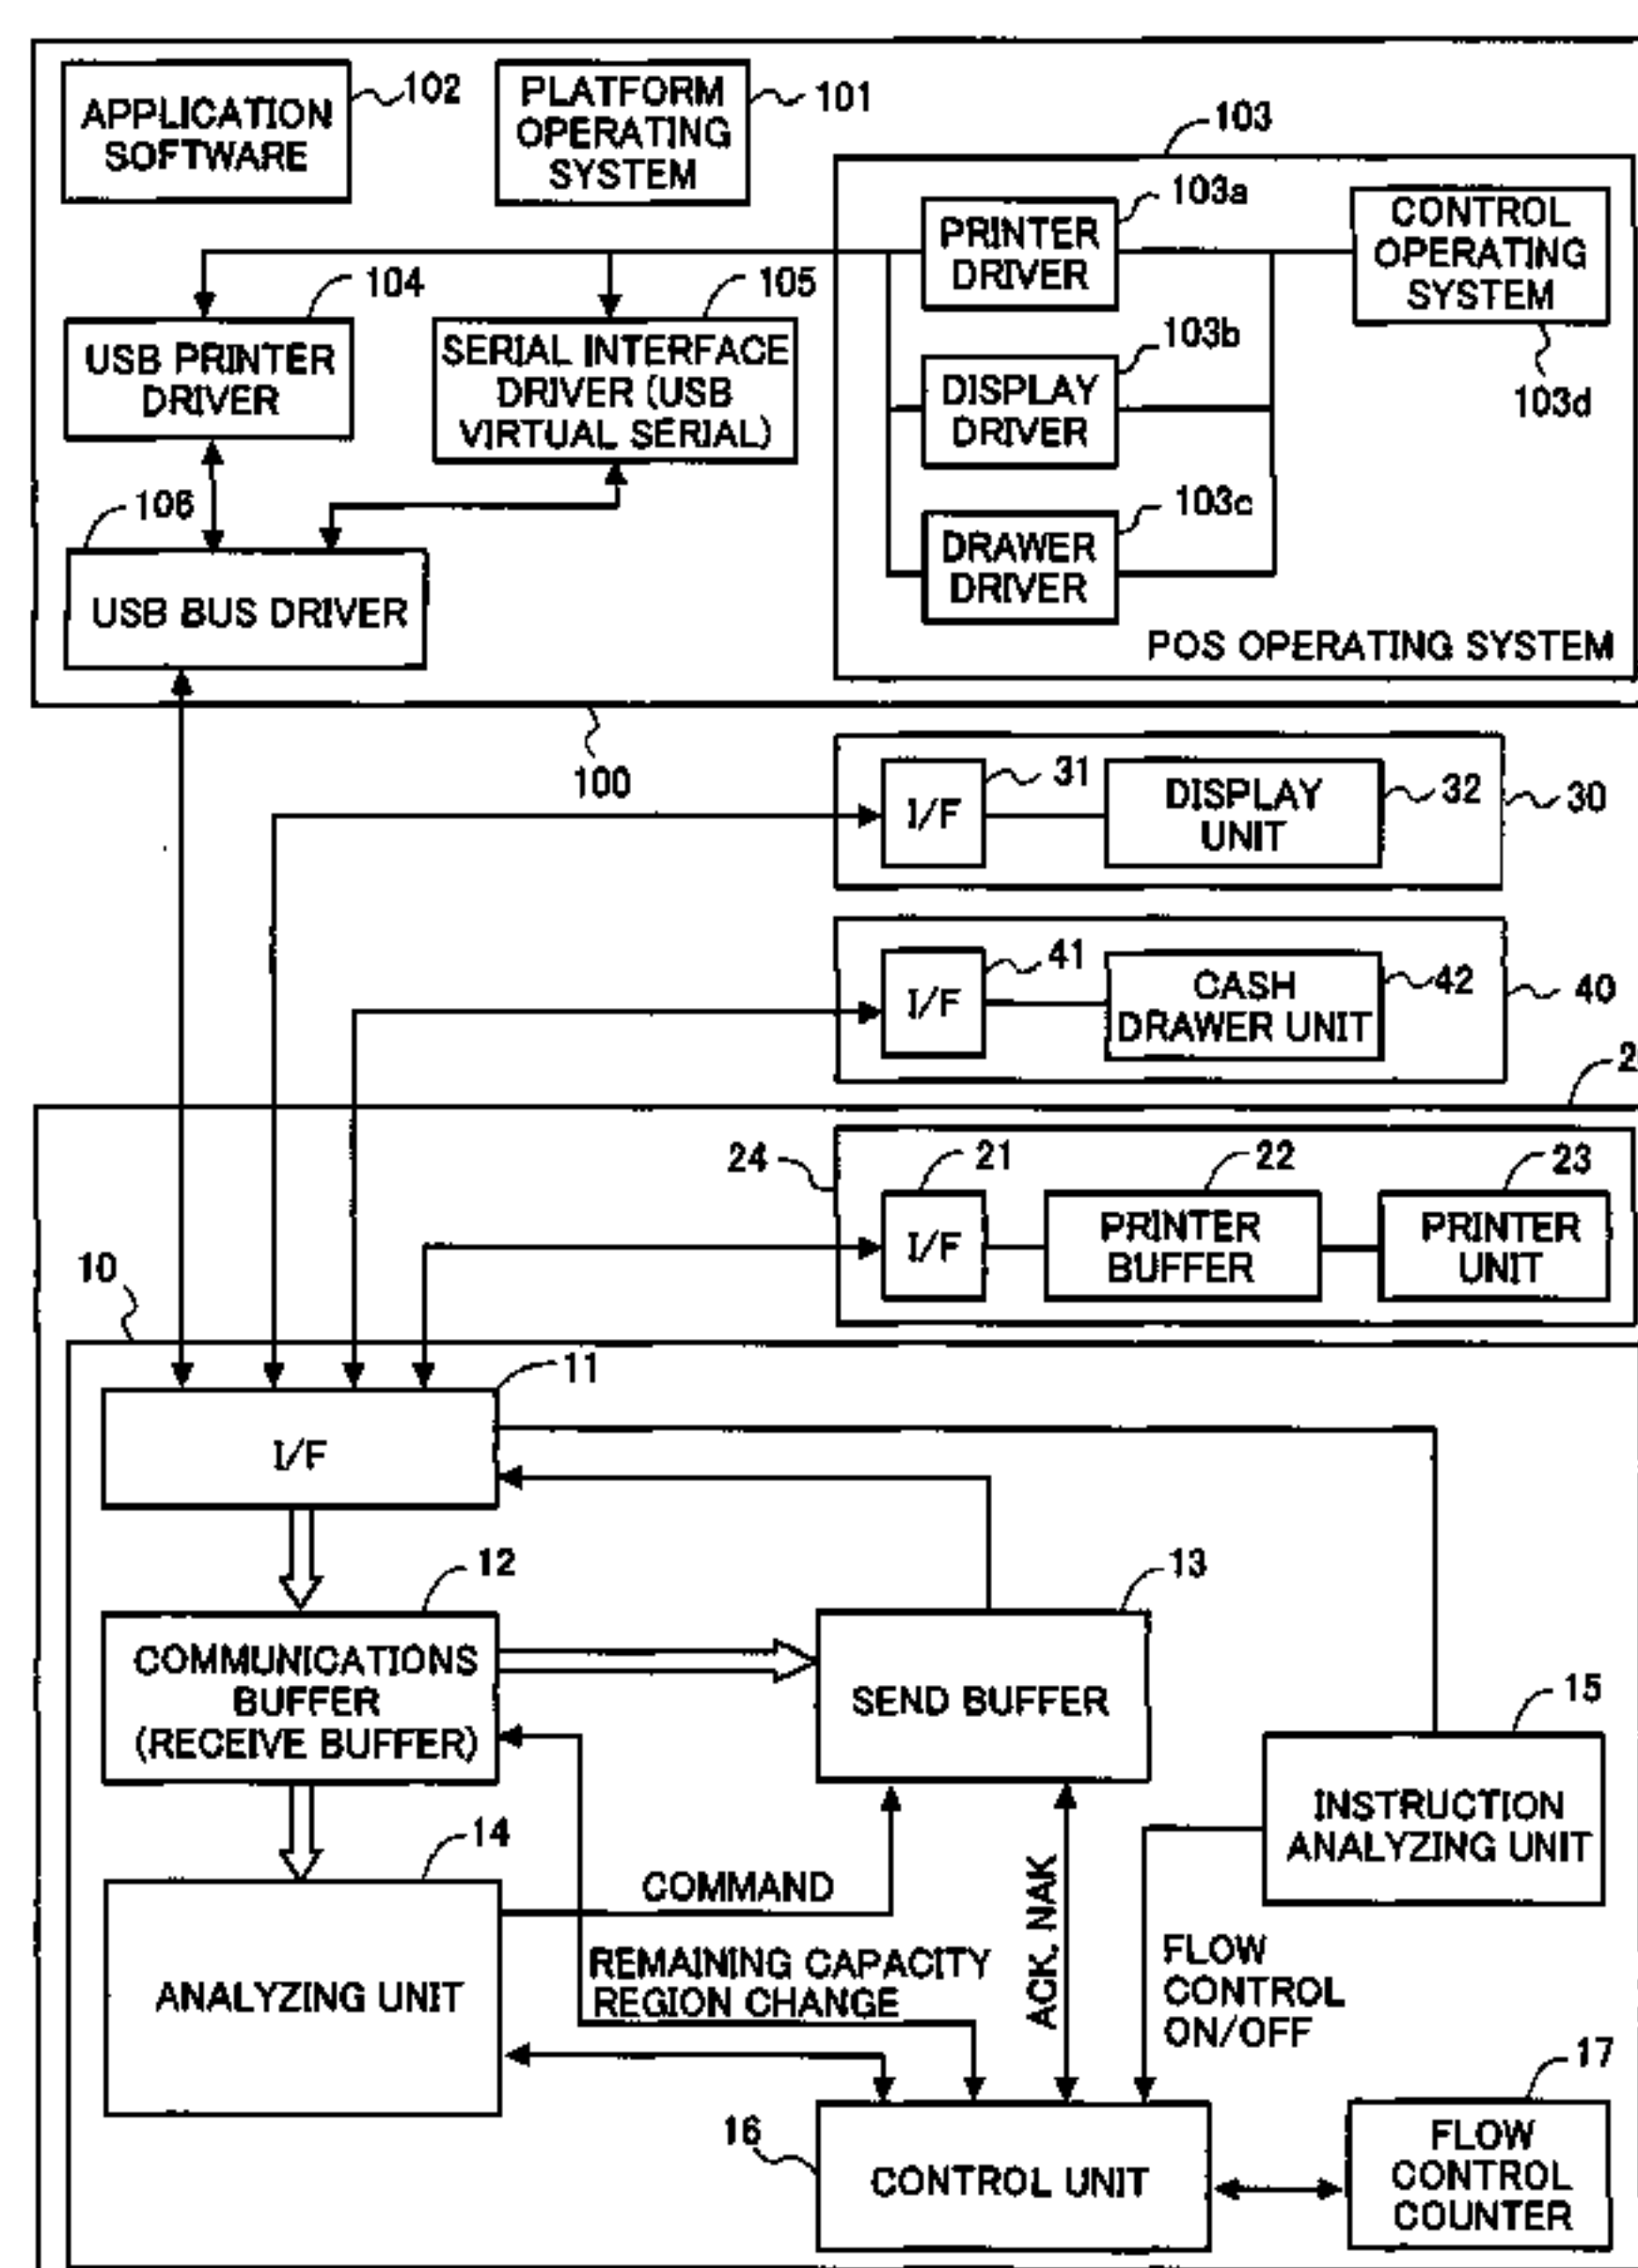 APPLICATION
SOFTWARE
102
PLATFORM
OPERATING
SYSTEM
101
103
PRINTER
DRIVER
103a
CONTROL
OPERATING
SYSTEM
103d
DISPLAY
DRIVER
103b
DRAWER
DRIVER
103c
POS OPERATING SYSTEM
USB PRINTER
DRIVER
104
SERIAL INTERFACE
DRIVER (USB
VIRTUAL SERIAL)
105
106
USB BUS DRIVER
100
I/F
31
DISPLAY
UNIT
32
30
I/F
41
CASH
DRAWER UNIT
42
40
2
24
21
I/F
22
PRINTER
BUFFER
23
PRINTER
UNIT
10
11
I/F
12
COMMUNICATIONS
BUFFER
(RECEIVE BUFFER)
13
SEND BUFFER
15
INSTRUCTION
ANALYZING UNIT
14
ANALYZING UNIT
COMMAND
REMAINING CAPACITY
REGION CHANGE
ACK, NAK
FLOW
CONTROL
ON/OFF
16
CONTROL UNIT
17
FLOW
CONTROL
COUNTER